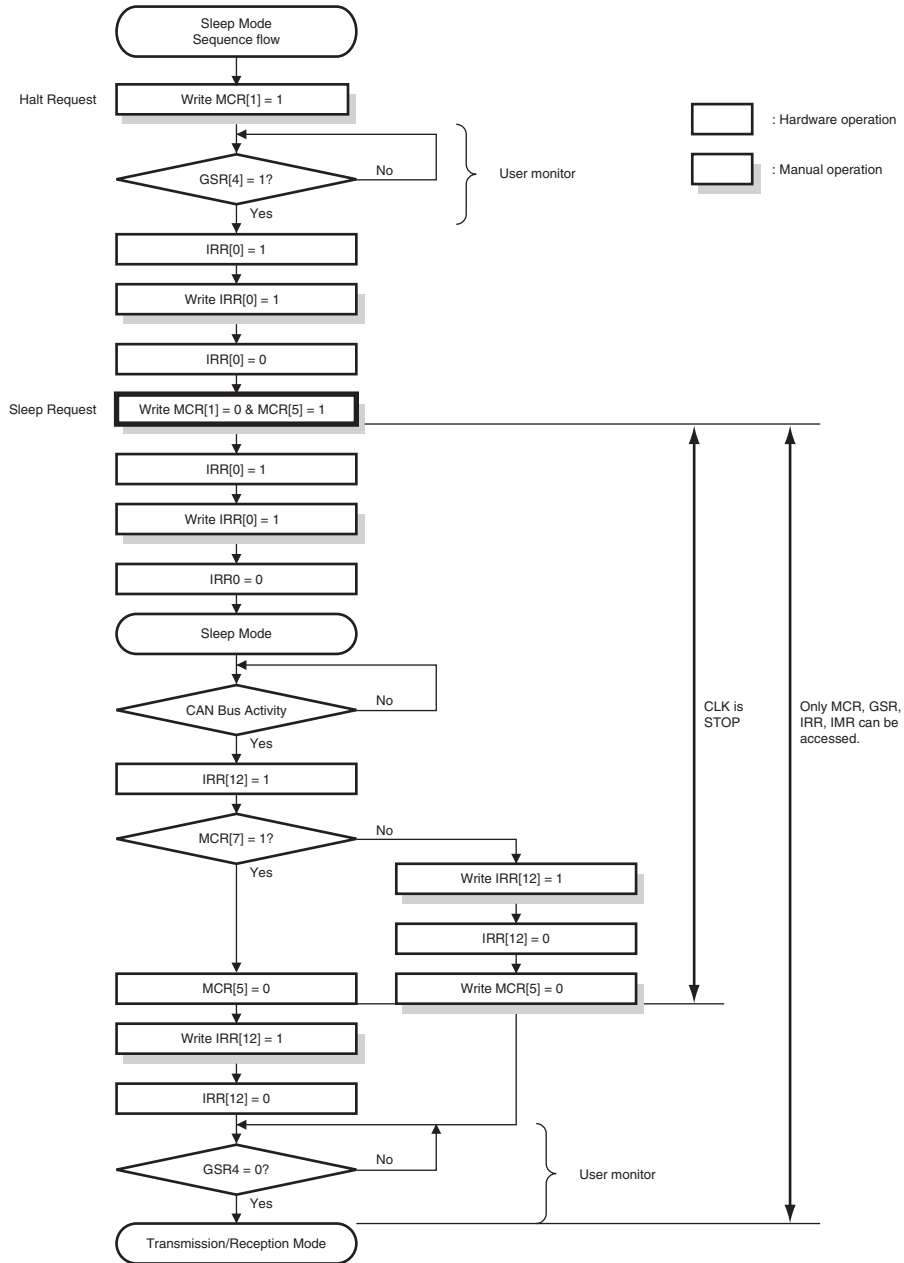 Sleep Mode
Sequence flow
Halt Request
Write MCR[1] = 1
: Hardware operation
GSR[4] = 1?
No
User monitor
: Manual operation
Yes
IRR[0] = 1
Write IRR[0] = 1
IRR[0] = 0
Sleep Request
Write MCR[1] = 0 & MCR[5] = 1
IRR[0] = 1
Write IRR[0] = 1
IRR0 = 0
Sleep Mode
CAN Bus Activity
No
Yes
CLK is
STOP
Only MCR, GSR,
IRR, IMR can be
accessed.
IRR[12] = 1
MCR[7] = 1?
No
Yes
Write IRR[12] = 1
IRR[12] = 0
MCR[5] = 0
Write MCR[5] = 0
Write IRR[12] = 1
IRR[12] = 0
GSR4 = 0?
No
User monitor
Yes
Transmission/Reception Mode